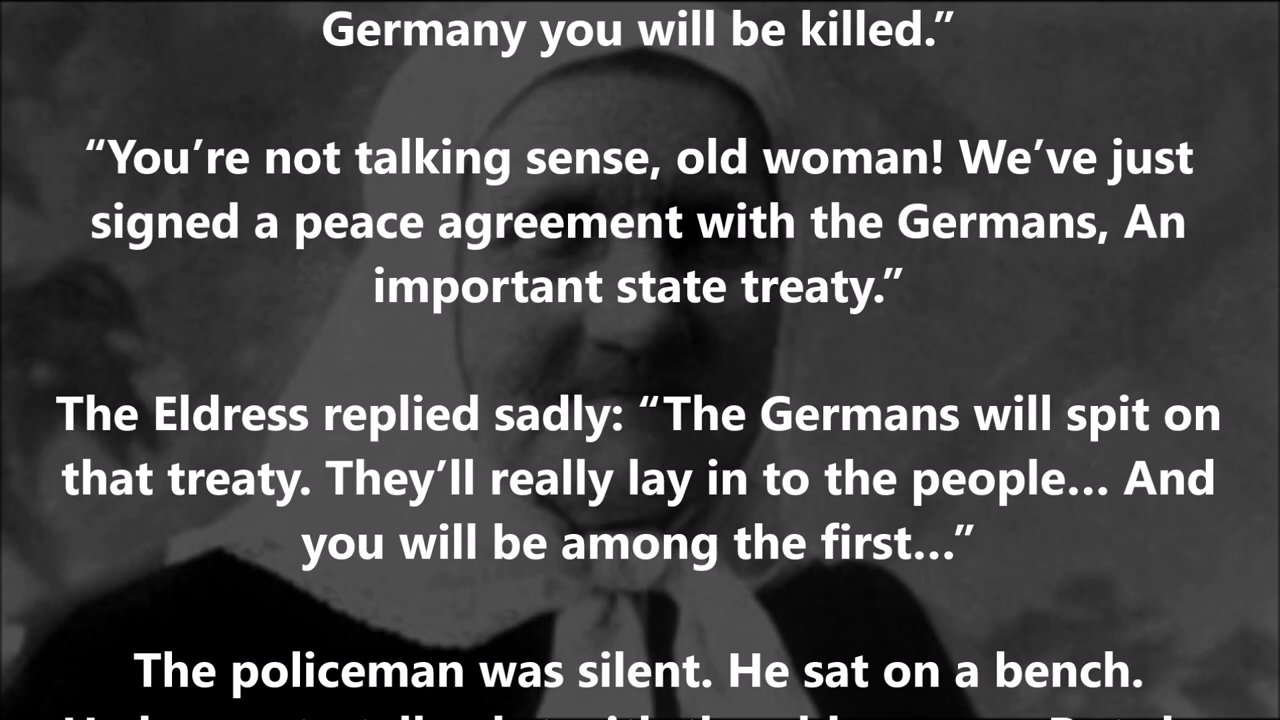 Germany you will be killed.”
“You’re not talking sense, old woman! We’ve just
signed a peace agreement with the Germans, An
important state treaty.”
The Eldress replied sadly: “The Germans will spit on
that treaty. They’ll really lay in to the people… And
you will be among the first…”
The policeman was silent. He sat on a bench.